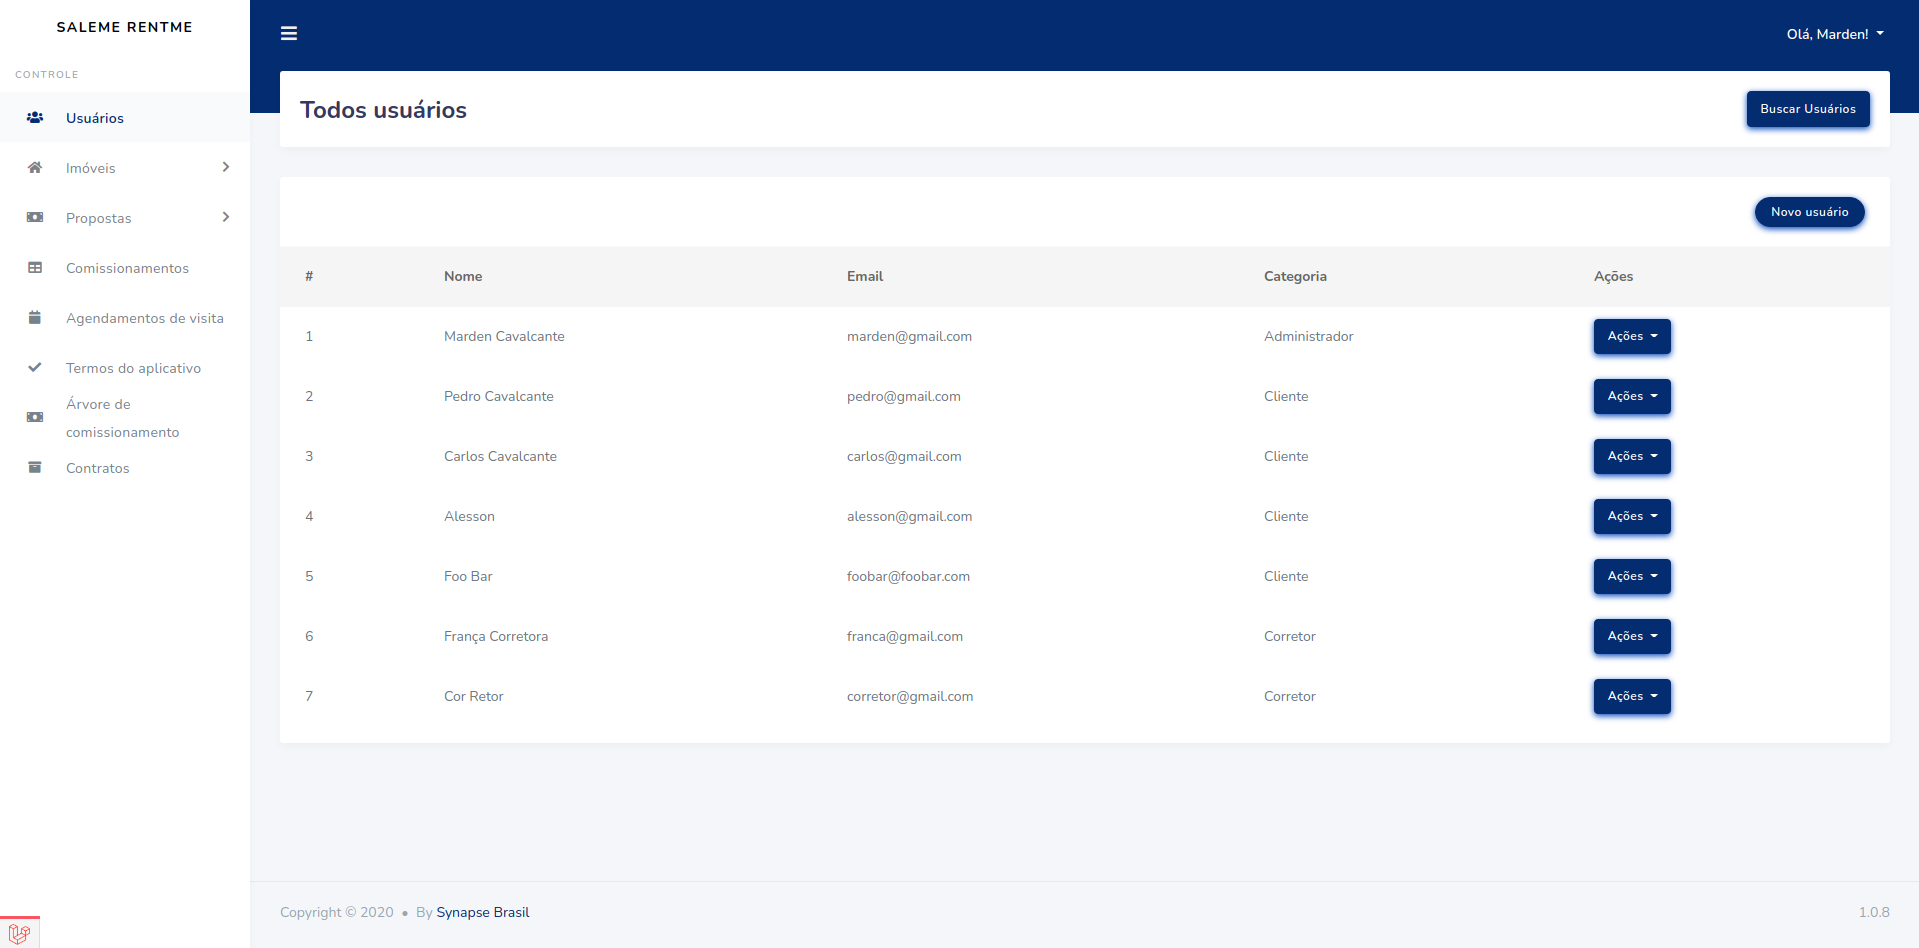 SALEME RENTME
Olá, Marden!
CONTROLE
Usuários
Imóveis
Propostas
Comissionamentos
Agendamentos de visita
Termos do aplicativo
Árvore de
comissionamento
Contratos
Todos usuários
Buscar Usuários
Novo usuário
# Nome Email Categoria Ações
1 Marden Cavalcante marden@gmail.com Administrador Ações
2 Pedro Cavalcante pedro@gmail.com Cliente Ações
3 Carlos Cavalcante carlos@gmail.com Cliente Ações
4 Alesson alesson@gmail.com Cliente Ações
5 Foo Bar foobar@foobar.com Cliente Ações
6 França Corretora franca@gmail.com Corretor Ações
7 Cor Retor corretor@gmail.com Corretor Ações
Copyright © 2020 • By Synapse Brasil
1.0.8